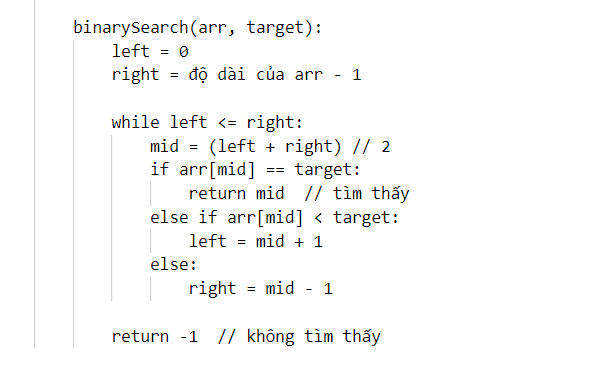 binarySearch(arr, target):
left = 0
right = độ dài của arr - 1
while left <= right:
mid = (left + right) // 2
if arr[mid] == target:
return mid  // tìm thấy
else if arr[mid] < target:
left = mid + 1
else:
right = mid - 1
return -1  // không tìm thấy